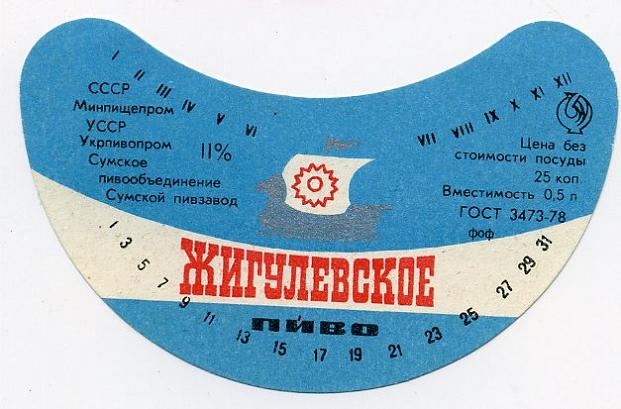 I II III IV V VI VII VIII IX X XI XII
СССР
Минпищепром
УССР
Укрпивопром
Сумское
пивообъединение
Сумской пивзавод
11%
Цена без
стоимости посуды
25 коп
Вместимость 0,5 л
ГОСТ 3473-78
фоф
ЖИГУЛЕВСКОЕ
ПИВО
1 3 5 7 9 11 13 15 17 19 21 23 25 27 29 31